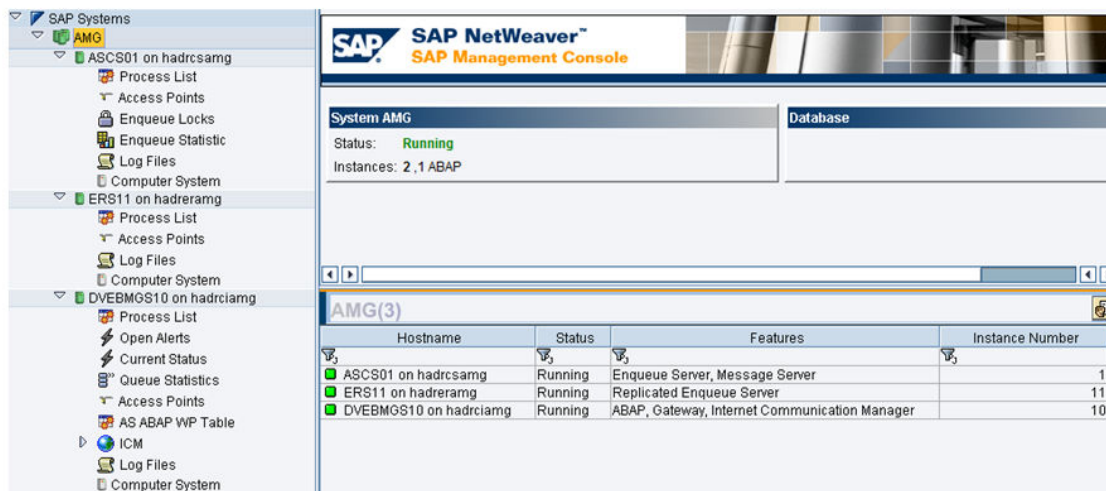 SAP Systems
AMG
ASCS01 on hadrcsamg
Process List
Access Points
Enqueue Locks
Enqueue Statistic
Log Files
Computer System
ERS11 on hadreramg
Process List
Access Points
Log Files
Computer System
DVEBMGS10 on hadrciamg
Process List
Open Alerts
Current Status
Queue Statistics
Access Points
AS ABAP WP Table
ICM
Log Files
Computer System
SAP
SAP NetWeaver™
SAP Management Console
System AMG
Status: Running
Instances: 2 ,1 ABAP
Database
AMG(3)
Hostname Status Features Instance Number
ASCS01 on hadrcsamg Running Enqueue Server, Message Server 1
ERS11 on hadreramg Running Replicated Enqueue Server 11
DVEBMGS10 on hadrciamg Running ABAP, Gateway, Internet Communication Manager 10